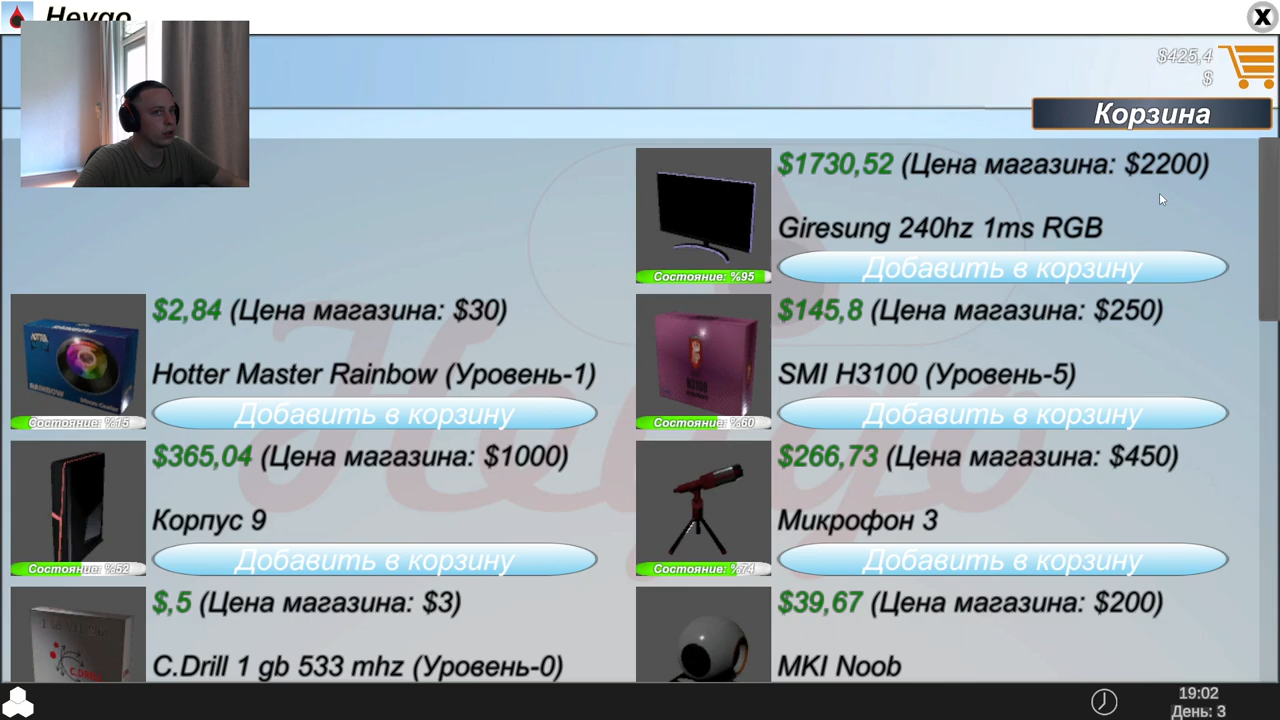 Heygo
X
$425,4
$
Корзина
$1730,52 (Цена магазина: $2200)
Giresung 240hz 1ms RGB
Состояние: %95
Добавить в корзину
$2,84 (Цена магазина: $30)
Hotter Master Rainbow (Уровень-1)
Состояние: %15
Добавить в корзину
$145,8 (Цена магазина: $250)
SMI H3100 (Уровень-5)
Состояние: %60
Добавить в корзину
$365,04 (Цена магазина: $1000)
Корпус 9
Состояние: %52
Добавить в корзину
$266,73 (Цена магазина: $450)
Микрофон 3
Состояние: %74
Добавить в корзину
$,5 (Цена магазина: $3)
C.Drill 1 gb 533 mhz (Уровень-0)
$39,67 (Цена магазина: $200)
MKI Noob
19:02
День: 3